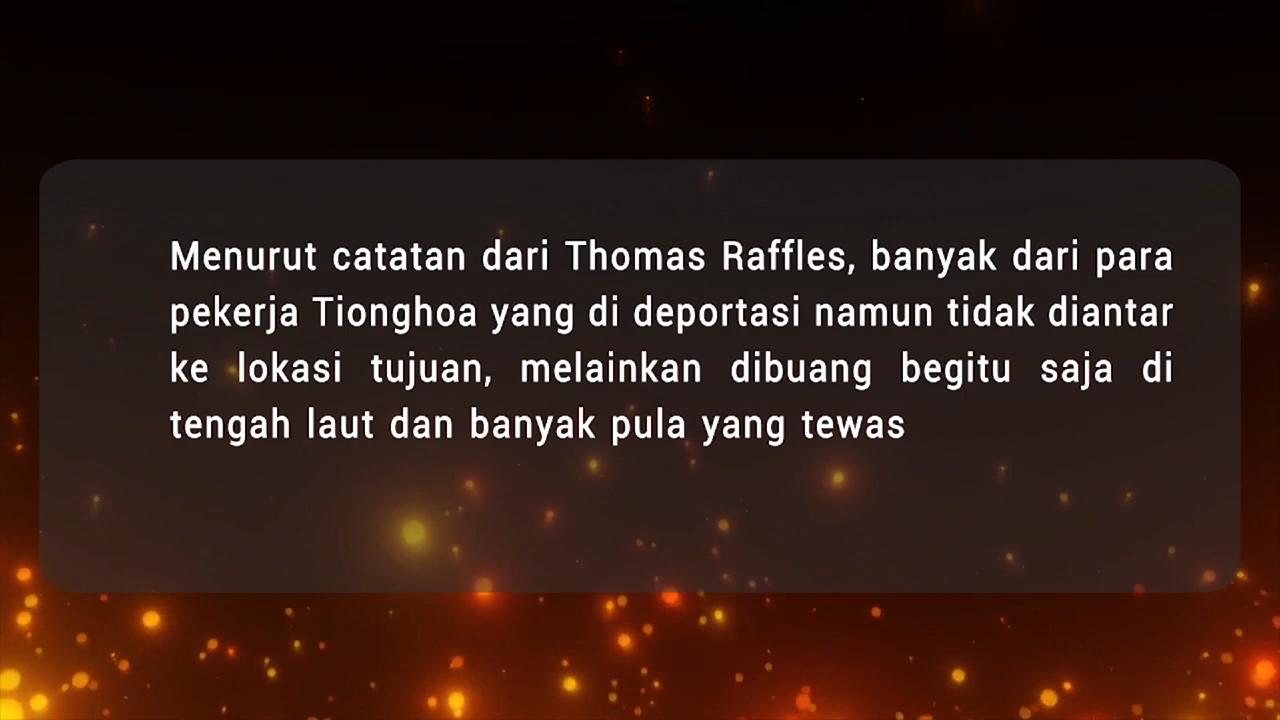 Menurut catatan dari Thomas Raffles, banyak dari para
pekerja Tionghoa yang di deportasi namun tidak diantar
ke lokasi tujuan, melainkan dibuang begitu saja di
tengah laut dan banyak pula yang tewas